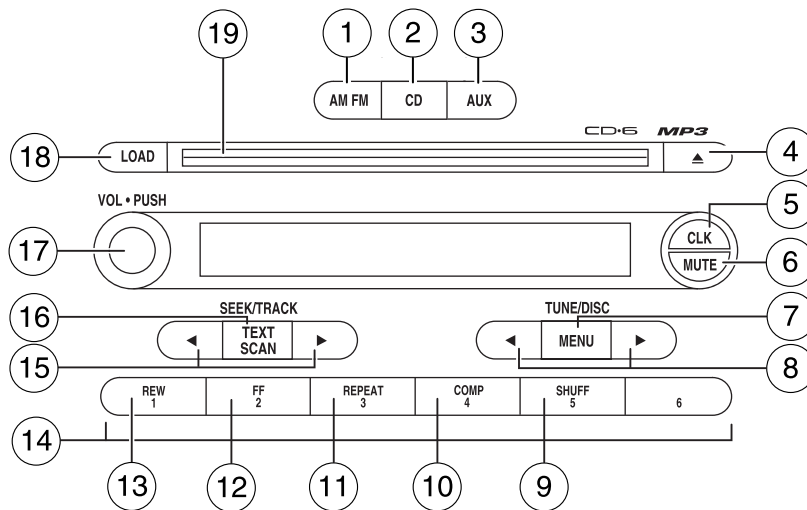 19 1 2 3
AM FM CD AUX
CD•6 MP3
18 LOAD 4
VOL • PUSH 5
17 CLK
MUTE 6
SEEK/TRACK TUNE/DISC
16 TEXT SCAN MENU 7
15 8
REW 1 FF 2 REPEAT 3 COMP 4 SHUFF 5 6
14
13 12 11 10 9